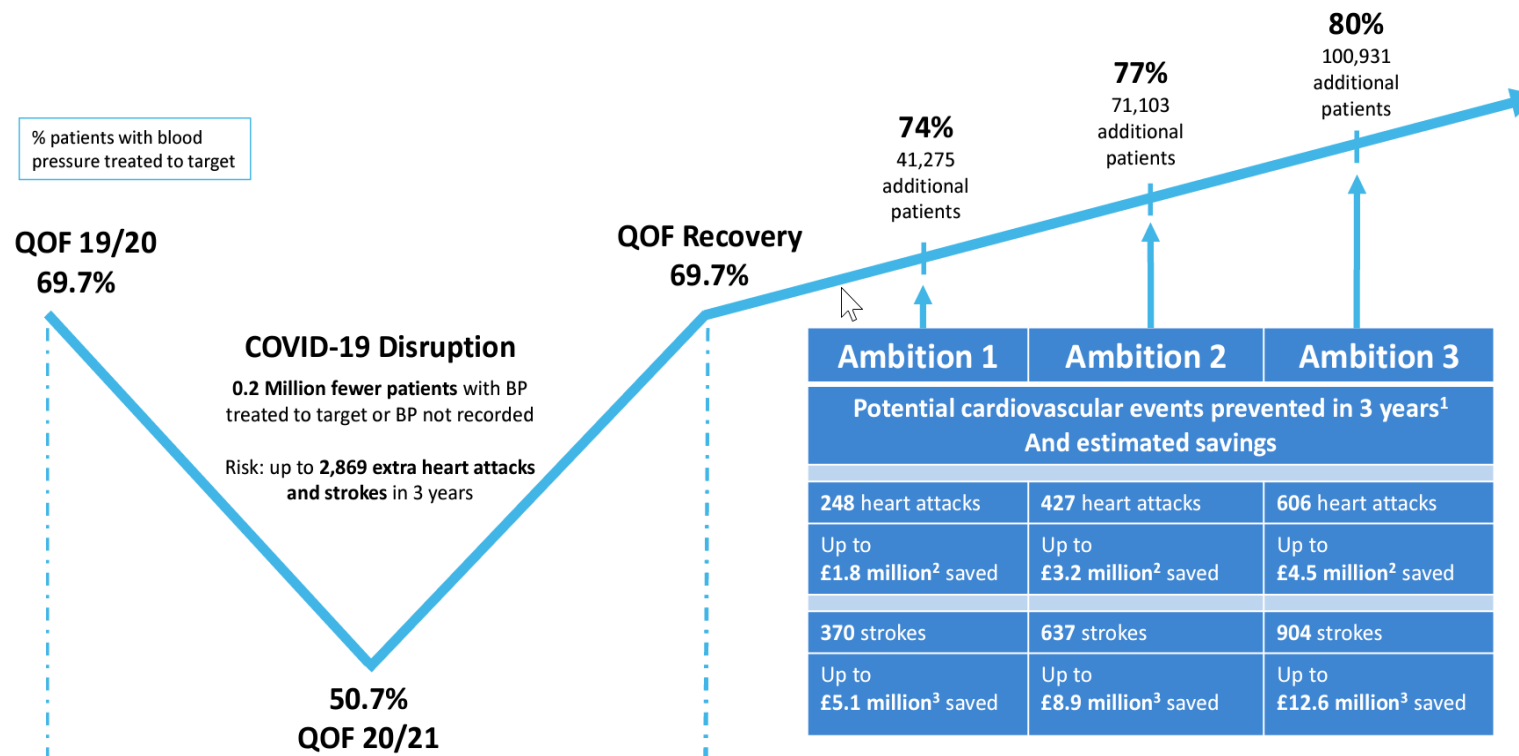 % patients with blood
pressure treated to target
QOF 19/20
69.7%
COVID-19 Disruption
0.2 Million fewer patients with BP
treated to target or BP not recorded
Risk: up to 2,869 extra heart attacks
and strokes in 3 years
50.7%
QOF 20/21
QOF Recovery
69.7%
74%
41,275
additional
patients
77%
71,103
additional
patients
80%
100,931
additional
patients
Ambition 1
Ambition 2
Ambition 3
Potential cardiovascular events prevented in 3 years¹
And estimated savings
248 heart attacks
427 heart attacks
606 heart attacks
Up to
£1.8 million² saved
Up to
£3.2 million² saved
Up to
£4.5 million² saved
370 strokes
637 strokes
904 strokes
Up to
£5.1 million³ saved
Up to
£8.9 million³ saved
Up to
£12.6 million³ saved